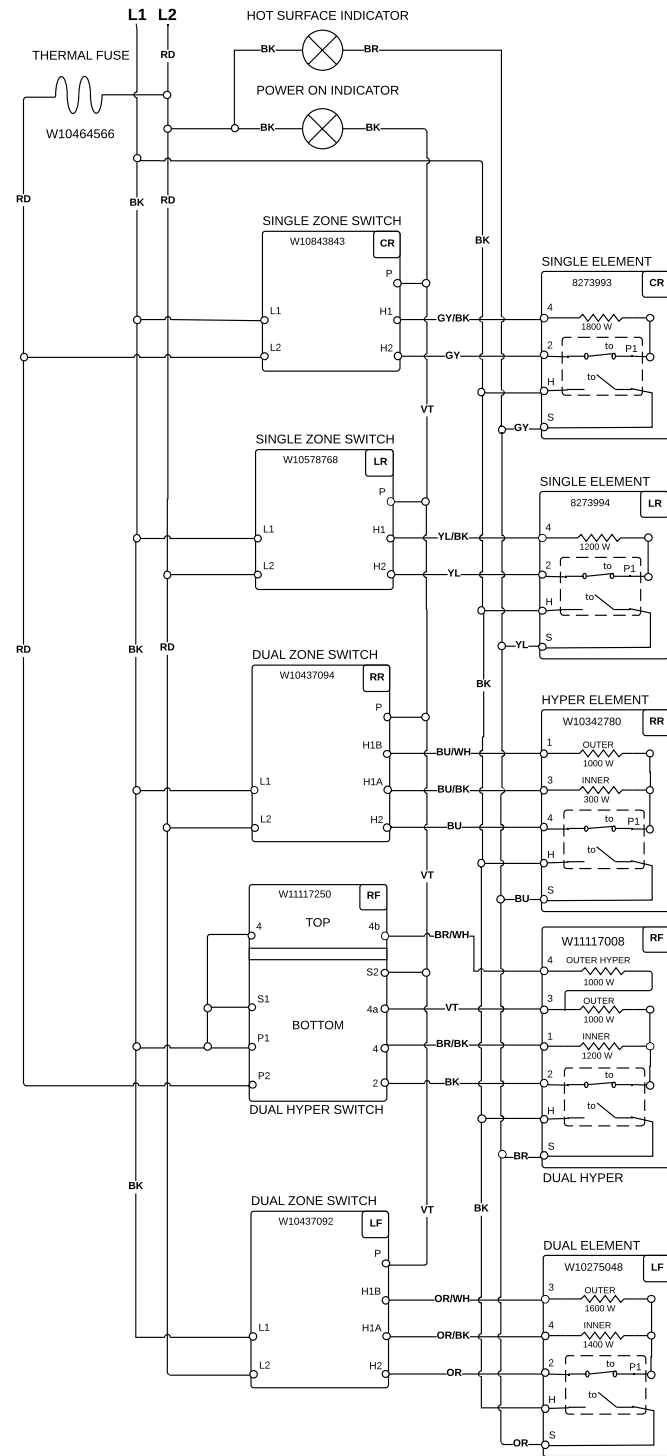 L1 L2
HOT SURFACE INDICATOR
THERMAL FUSE
RD
BK
BR
POWER ON INDICATOR
W10464566
BK
BK
RD
BK
RD
SINGLE ZONE SWITCH
W10843843
CR
BK
P
SINGLE ELEMENT
8273993
CR
L1
H1
GY/BK
4
1800 W
L2
H2
GY
2
to
P1
H
to
VT
S
GY
SINGLE ZONE SWITCH
W10578768
LR
SINGLE ELEMENT
P
8273994
LR
L1
H1
YL/BK
4
1200 W
L2
H2
YL
2
to
P1
H
to
RD
BK
RD
S
YL
DUAL ZONE SWITCH
W10437094
RR
BK
HYPER ELEMENT
P
W10342780
RR
H1B
BU/WH
1
OUTER
1000 W
L1
H1A
BU/BK
3
INNER
300 W
L2
H2
BU
4
to
P1
H
to
VT
W11117250
RF
S
BU
TOP
4
4b
BR/WH
W11117008
RF
4
OUTER HYPER
1000 W
S2
S1
4a
VT
3
OUTER
1000 W
BOTTOM
P1
4
BR/BK
1
INNER
1200 W
P2
2
BK
2
to
DUAL HYPER SWITCH
H
to
S
BR
DUAL HYPER
BK
DUAL ZONE SWITCH
VT
BK
W10437092
LF
DUAL ELEMENT
P
W10275048
LF
H1B
OR/WH
3
OUTER
1600 W
L1
H1A
OR/BK
4
INNER
1400 W
L2
H2
OR
2
to
P1
H
to
S
OR